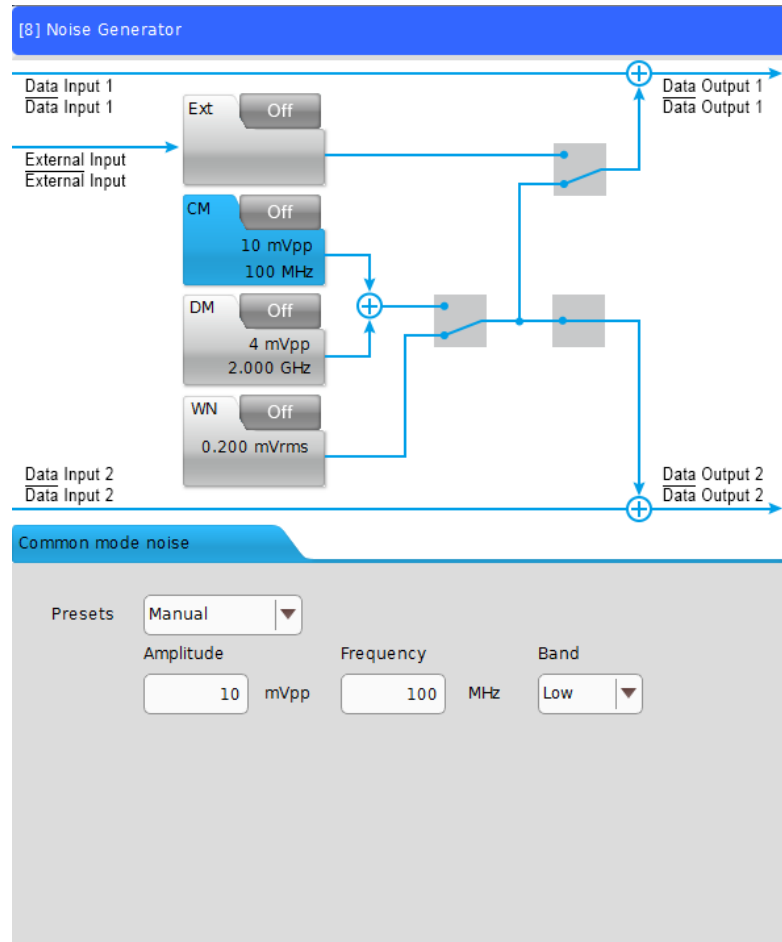 [8] Noise Generator
Data Input 1
Data Input 1
Data Output 1
Data Output 1
Ext Off
External Input
External Input
CM Off
10 mVpp
100 MHz
DM Off
4 mVpp
2.000 GHz
WN Off
0.200 mVrms
Data Input 2
Data Input 2
Data Output 2
Data Output 2
Common mode noise
Presets Manual
Amplitude Frequency Band
10 mVpp 100 MHz Low